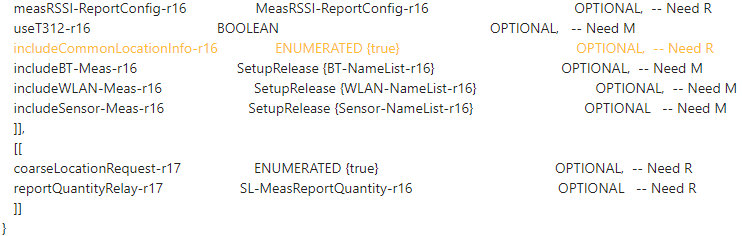 measRSSI-ReportConfig-r16 MeasRSSI-ReportConfig-r16 OPTIONAL, -- Need R
useT312-r16 BOOLEAN OPTIONAL, -- Need M
includeCommonLocationInfo-r16 ENUMERATED {true} OPTIONAL, -- Need R
includeBT-Meas-r16 SetupRelease {BT-NameList-r16} OPTIONAL, -- Need M
includeWLAN-Meas-r16 SetupRelease {WLAN-NameList-r16} OPTIONAL, -- Need M
includeSensor-Meas-r16 SetupRelease {Sensor-NameList-r16} OPTIONAL -- Need M
]],
[[
coarseLocationRequest-r17 ENUMERATED {true} OPTIONAL, -- Need R
reportQuantityRelay-r17 SL-MeasReportQuantity-r16 OPTIONAL -- Need R
]]
}